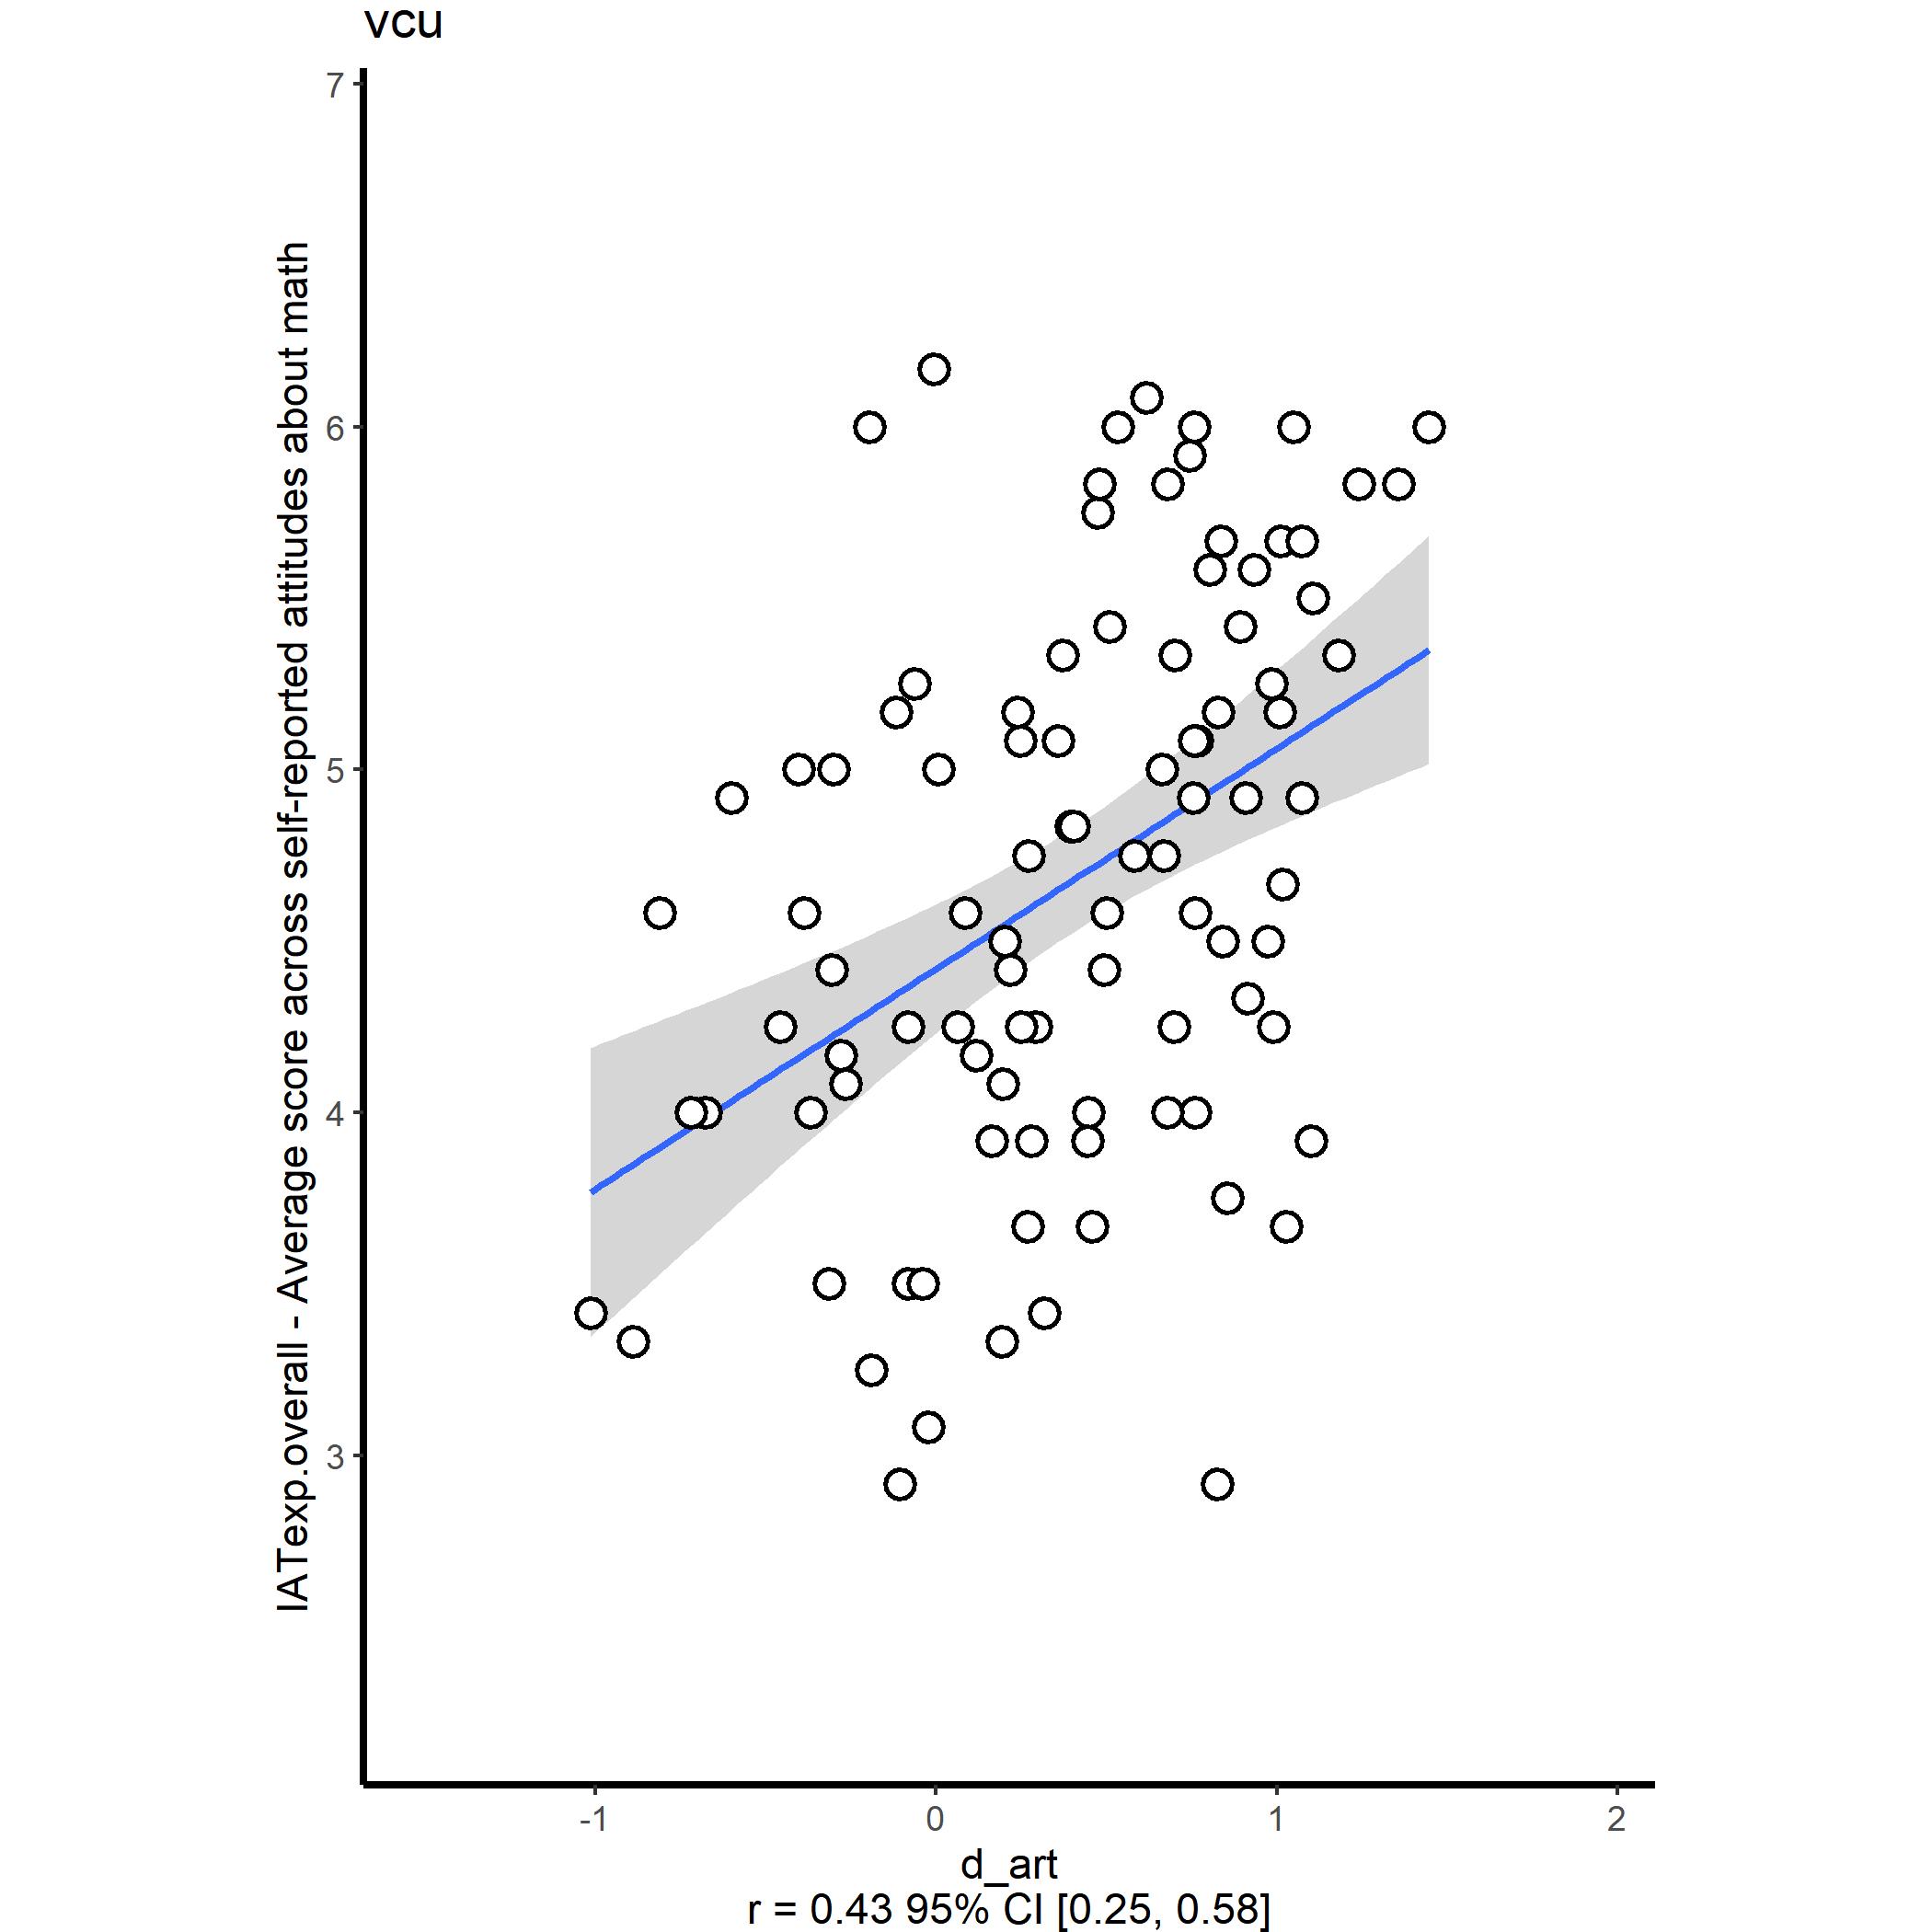 vcu
IATexp.overall - Average score across self-reported attitudes about math
7
6
5
4
3
-1 0 1 2
d_art
r = 0.43 95% CI [0.25, 0.58]